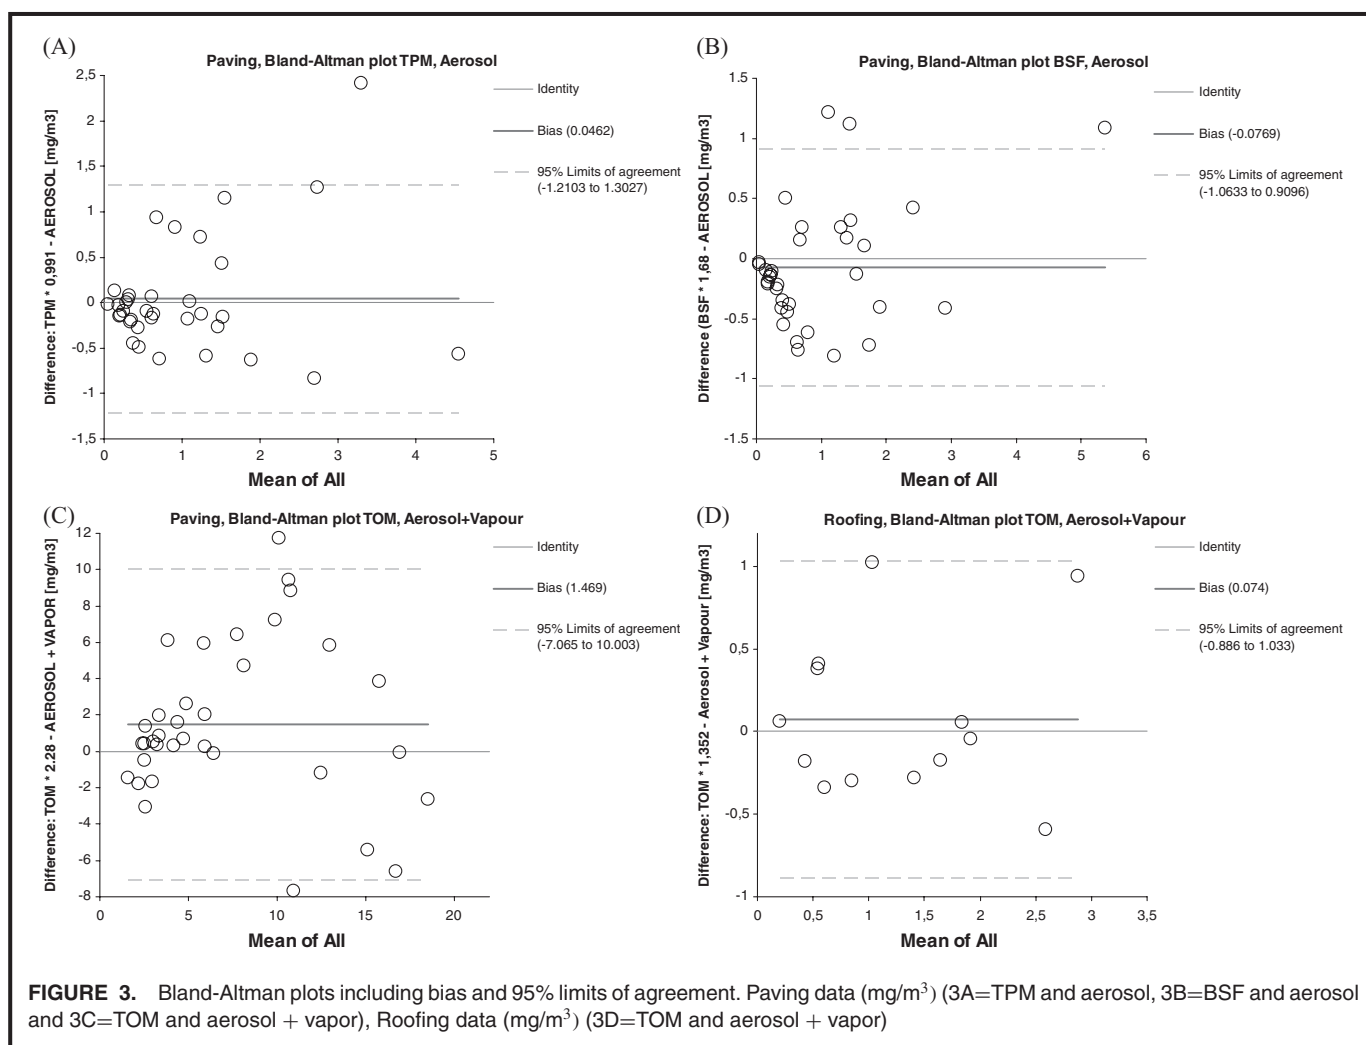 (A)
Paving, Bland-Altman plot TPM, Aerosol
Difference: TPM * 0,991 - AEROSOL [mg/m3]
2,5
2
1,5
1
0,5
0
-0,5
-1
-1,5
0 1 2 3 4 5
Mean of All
Identity
Bias (0.0462)
95% Limits of agreement
(-1.2103 to 1.3027)
(B)
Paving, Bland-Altman plot BSF, Aerosol
Difference (BSF * 1,68 - AEROSOL [mg/m3]
1.5
1
0.5
0
-0.5
-1
-1.5
0 1 2 3 4 5 6
Mean of All
Identity
Bias (-0.0769)
95% Limits of agreement
(-1.0633 to 0.9096)
(C)
Paving, Bland-Altman plot TOM, Aerosol+Vapour
Difference: TOM * 2.28 - AEROSOL + VAPOR [mg/m3]
12
10
8
6
4
2
0
-2
-4
-6
-8
0 5 10 15 20
Mean of All
Identity
Bias (1.469)
95% Limits of agreement
(-7.065 to 10.003)
(D)
Roofing, Bland-Altman plot TOM, Aerosol+Vapour
Difference: TOM * 1,352 - Aerosol + Vapour [mg/m3]
1
0,5
0
-0,5
-1
0 0,5 1 1,5 2 2,5 3 3,5
Mean of All
Identity
Bias (0.074)
95% Limits of agreement
(-0.886 to 1.033)
FIGURE 3. Bland-Altman plots including bias and 95% limits of agreement. Paving data (mg/m³) (3A=TPM and aerosol, 3B=BSF and aerosol
and 3C=TOM and aerosol + vapor), Roofing data (mg/m³) (3D=TOM and aerosol + vapor)